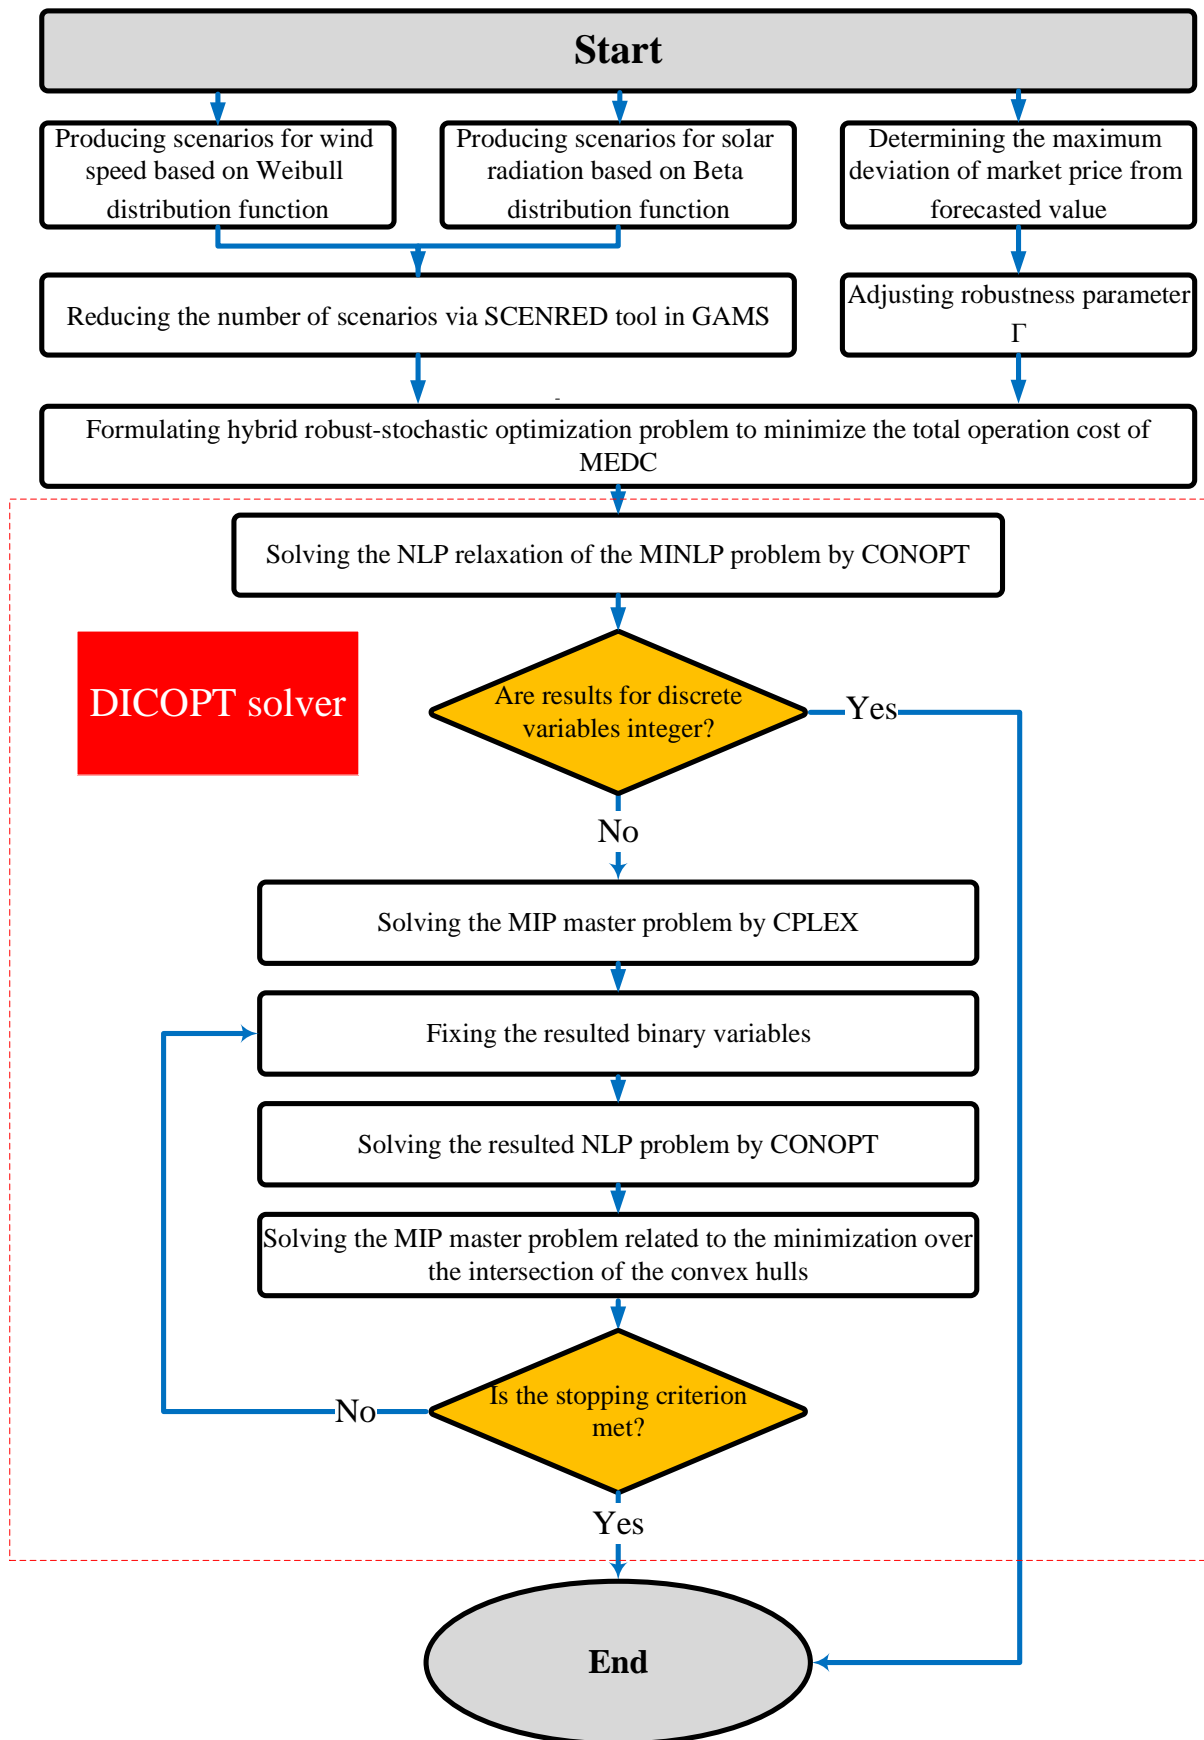 Start
Producing scenarios for wind
speed based on Weibull
distribution function
Producing scenarios for solar
radiation based on Beta
distribution function
Determining the maximum
deviation of market price from
forecasted value
Reducing the number of scenarios via SCENRED tool in GAMS
Adjusting robustness parameter
Γ
Formulating hybrid robust-stochastic optimization problem to minimize the total operation cost of
MEDC
Solving the NLP relaxation of the MINLP problem by CONOPT
DICOPT solver
Are results for discrete
variables integer?
Yes
No
Solving the MIP master problem by CPLEX
Fixing the resulted binary variables
Solving the resulted NLP problem by CONOPT
Solving the MIP master problem related to the minimization over
the intersection of the convex hulls
Is the stopping criterion
met?
No
Yes
End